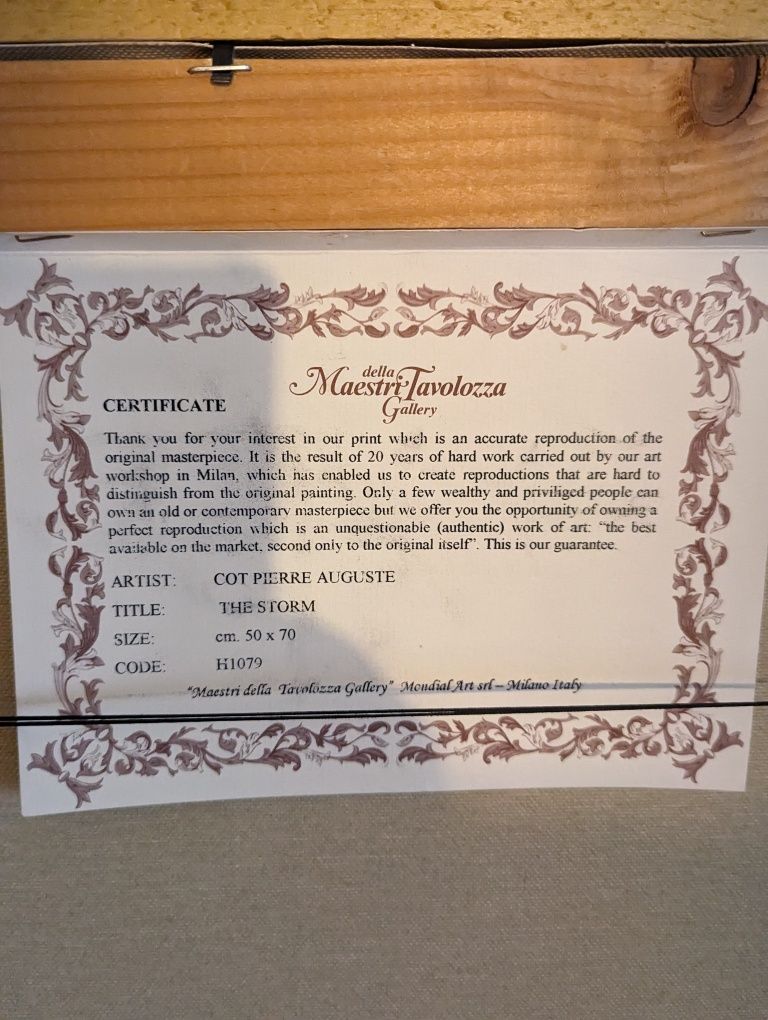 della
Maestri Tavolozza
Gallery
CERTIFICATE
Thank you for your interest in our print which is an accurate reproduction of the
original masterpiece. It is the result of 20 years of hard work carried out by our art
workshop in Milan, which has enabled us to create reproductions that are hard to
distinguish from the original painting. Only a few wealthy and priviliged people can
own an old or contemporary masterpiece but we offer you the opportunity of owning a
perfect reproduction which is an unquestionable (authentic) work of art: “the best
available on the market, second only to the original itself”. This is our guarantee.
ARTIST: COT PIERRE AUGUSTE
TITLE: THE STORM
SIZE: cm. 50 x 70
CODE: H1079
“Maestri della Tavolozza Gallery” Mondial Art srl – Milano Italy